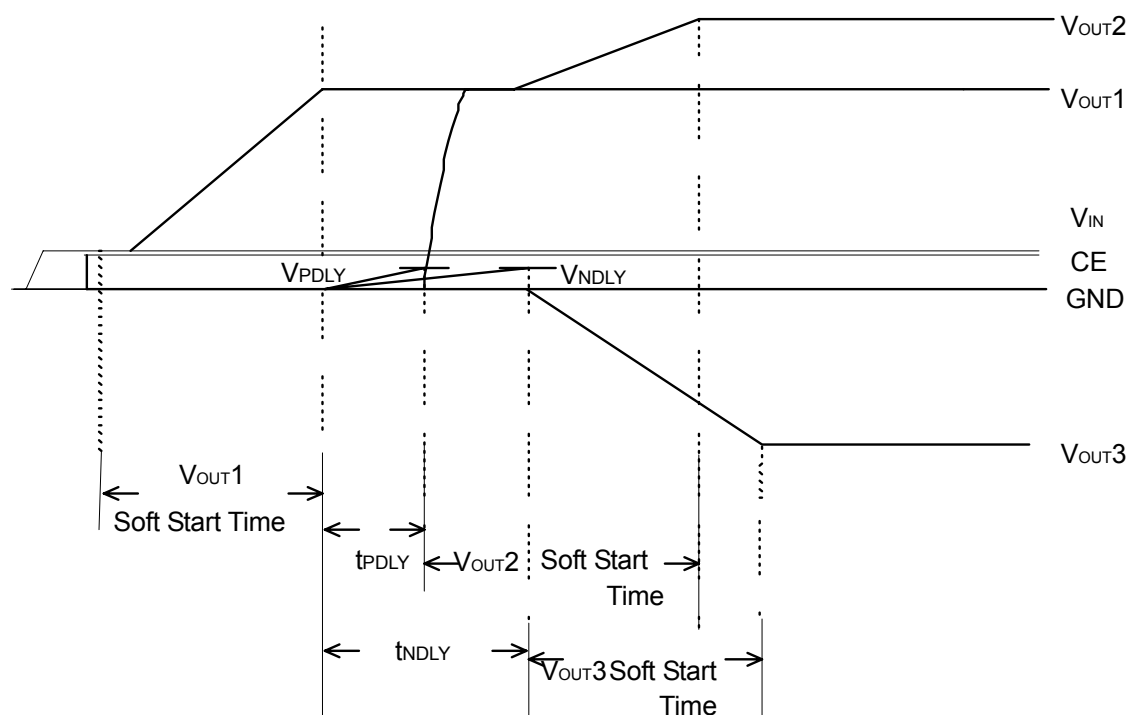 VOUT2
VOUT1
VIN
CE
VPDLY
VNDLY
GND
VOUT3
VOUT1
Soft Start Time
tPDLY
VOUT2
Soft Start
Time
tNDLY
VOUT3 Soft Start
Time